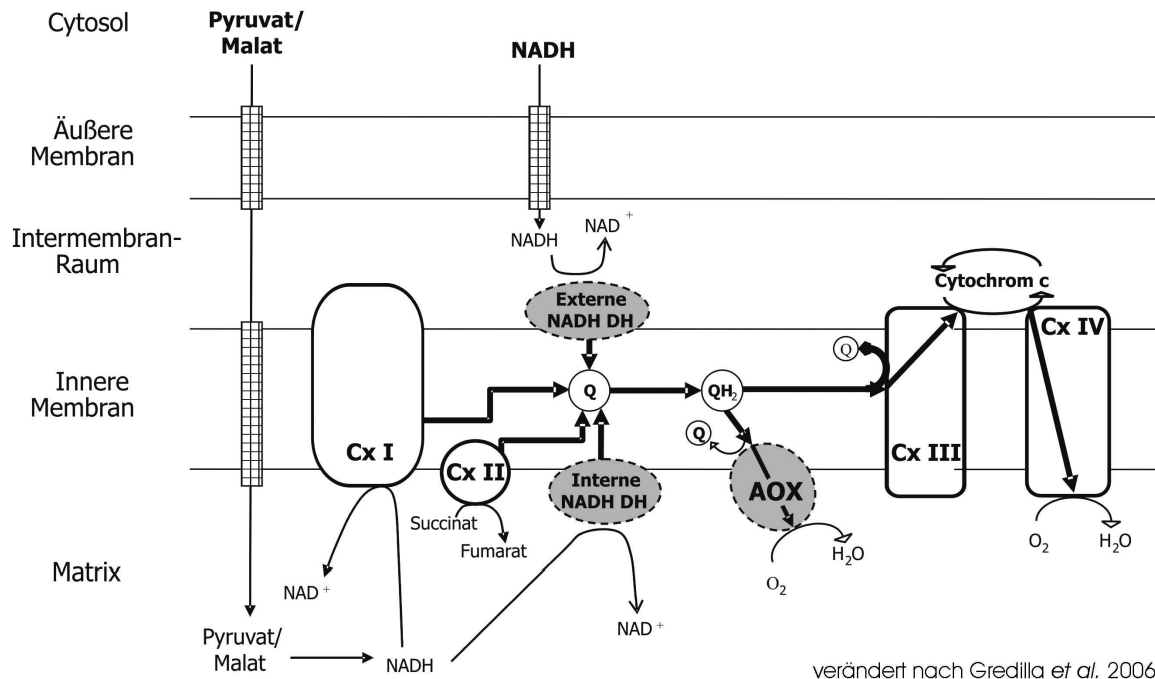 Cytosol
Pyruvat/
Malat
NADH
Äußere
Membran
Intermembran-
Raum
NADH
NAD +
Externe
NADH DH
Cytochrom c
Innere
Membran
Cx I
Cx II
Q
QH2
Q
Q
Cx III
Cx IV
Interne
NADH DH
AOX
Succinat
Fumarat
O2
H2O
O2
H2O
Matrix
NAD +
NAD +
Pyruvat/
Malat
NADH
verändert nach Gredilla et al. 2006